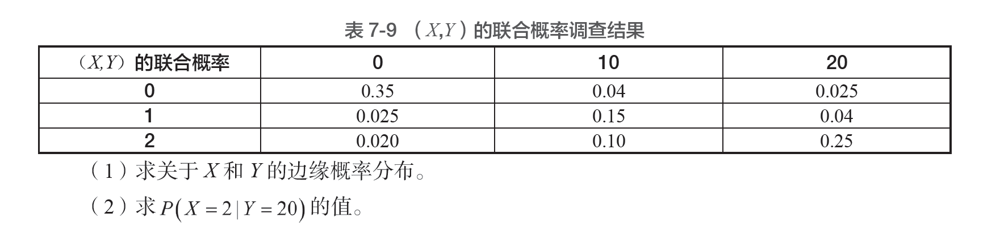 表 7-9 （X,Y）的联合概率调查结果
（X,Y）的联合概率 0 10 20
0 0.35 0.04 0.025
1 0.025 0.15 0.04
2 0.020 0.10 0.25
（1）求关于 X 和 Y 的边缘概率分布。
（2）求 P(X = 2 | Y = 20) 的值。